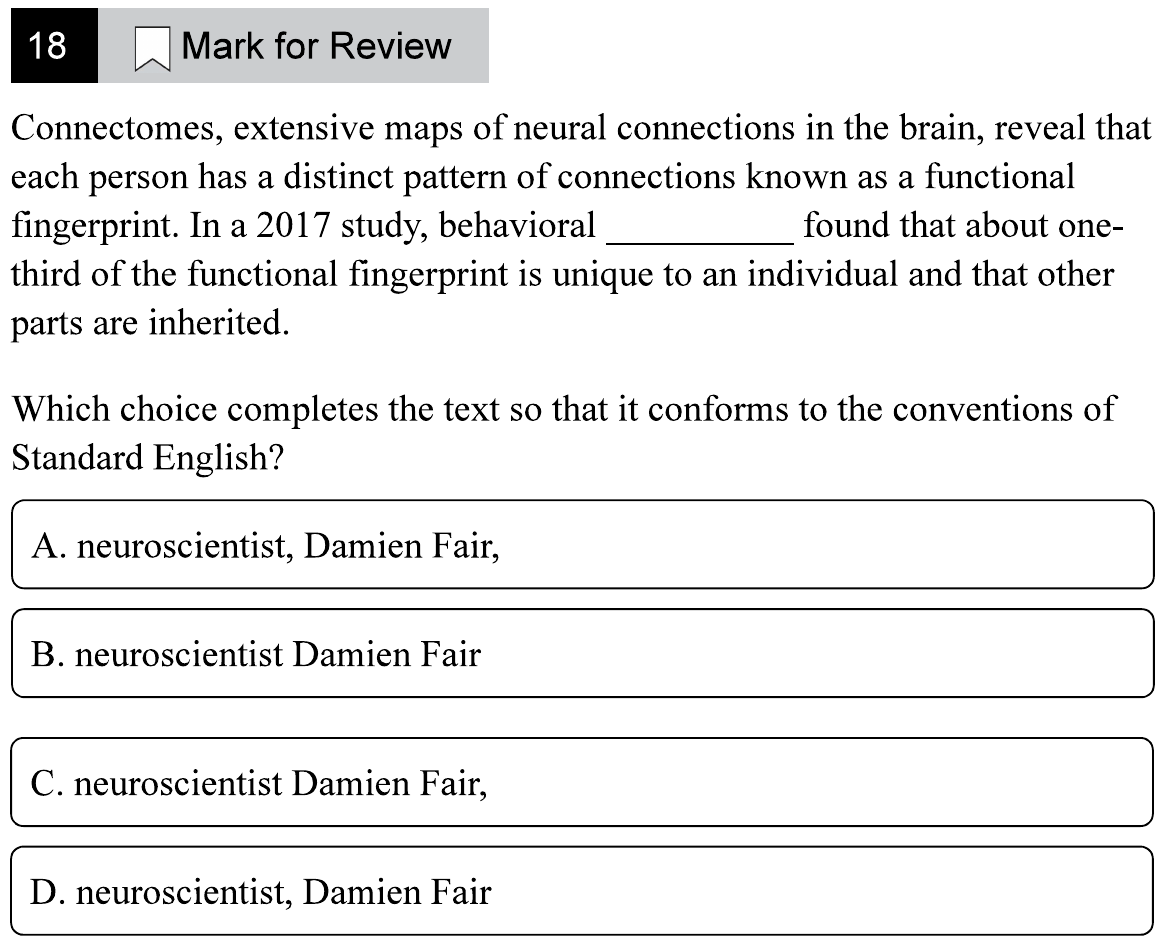 18 Mark for Review
Connectomes, extensive maps of neural connections in the brain, reveal that
each person has a distinct pattern of connections known as a functional
fingerprint. In a 2017 study, behavioral __________ found that about one-
third of the functional fingerprint is unique to an individual and that other
parts are inherited.
Which choice completes the text so that it conforms to the conventions of
Standard English?
A. neuroscientist, Damien Fair,
B. neuroscientist Damien Fair
C. neuroscientist Damien Fair,
D. neuroscientist, Damien Fair